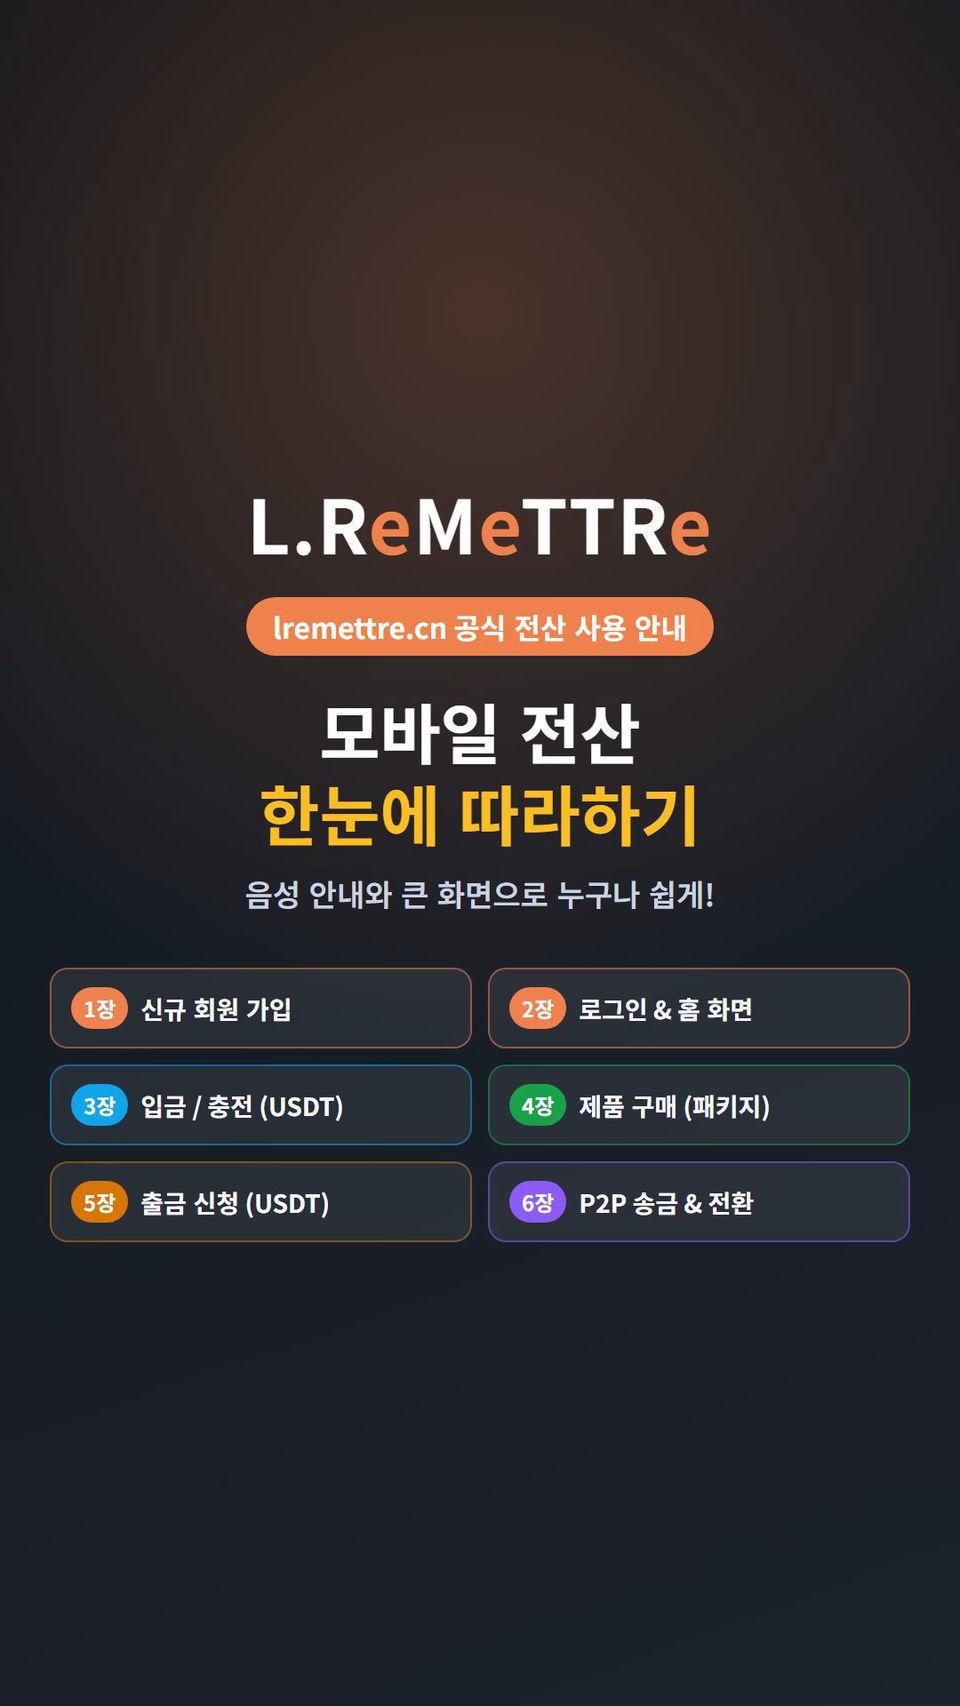 L.ReMeTTRe
lremettre.cn 공식 전산 사용 안내
모바일 전산
한눈에 따라하기
음성 안내와 큰 화면으로 누구나 쉽게!
1장 신규 회원 가입
2장 로그인 & 홈 화면
3장 입금 / 충전 (USDT)
4장 제품 구매 (패키지)
5장 출금 신청 (USDT)
6장 P2P 송금 & 전환